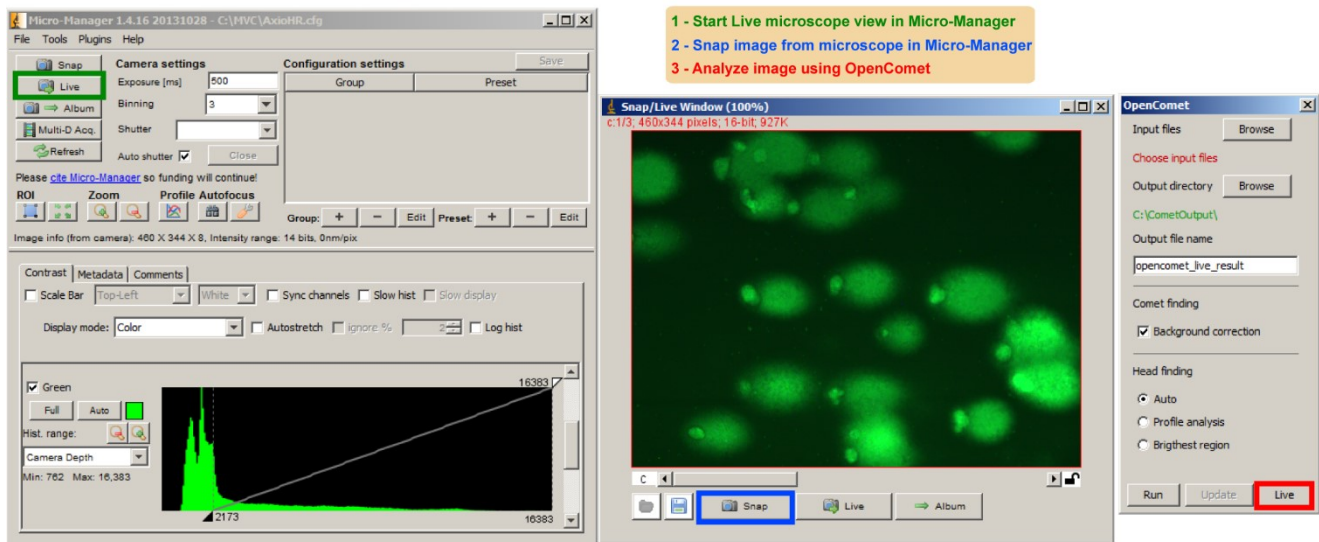 Micro-Manager 1.4.16 20131028 - C:\MVC\AxioHR.cfg
File Tools Plugins Help
Snap
Live
Album
Multi-D Acq.
Refresh
Camera settings
Exposure [ms] 500
Binning 3
Shutter
Auto shutter Close
Configuration settings Save
Group Preset
Please cite Micro-Manager so funding will continue!
ROI Zoom Profile Autofocus
Group: + - Edit Preset: + - Edit
Image info (from camera): 460 X 344 X 8, Intensity range: 14 bits, 0nm/pix
Contrast Metadata Comments
Scale Bar Top-Left White Sync channels Slow hist Slow display
Display mode: Color Autostretch ignore % 2 Log hist
Green
Full Auto
Hist. range:
Camera Depth
Min: 762 Max: 16,383
16383
2173
16383
1 - Start Live microscope view in Micro-Manager
2 - Snap image from microscope in Micro-Manager
3 - Analyze image using OpenComet
Snap/Live Window (100%)
c:1/3; 460x344 pixels; 16-bit; 927K
c
Snap Live Album
OpenComet
Input files Browse
Choose input files
Output directory Browse
C:\CometOutput\
Output file name
opencomet_live_result
Comet finding
Background correction
Head finding
Auto
Profile analysis
Brigthest region
Run Update Live